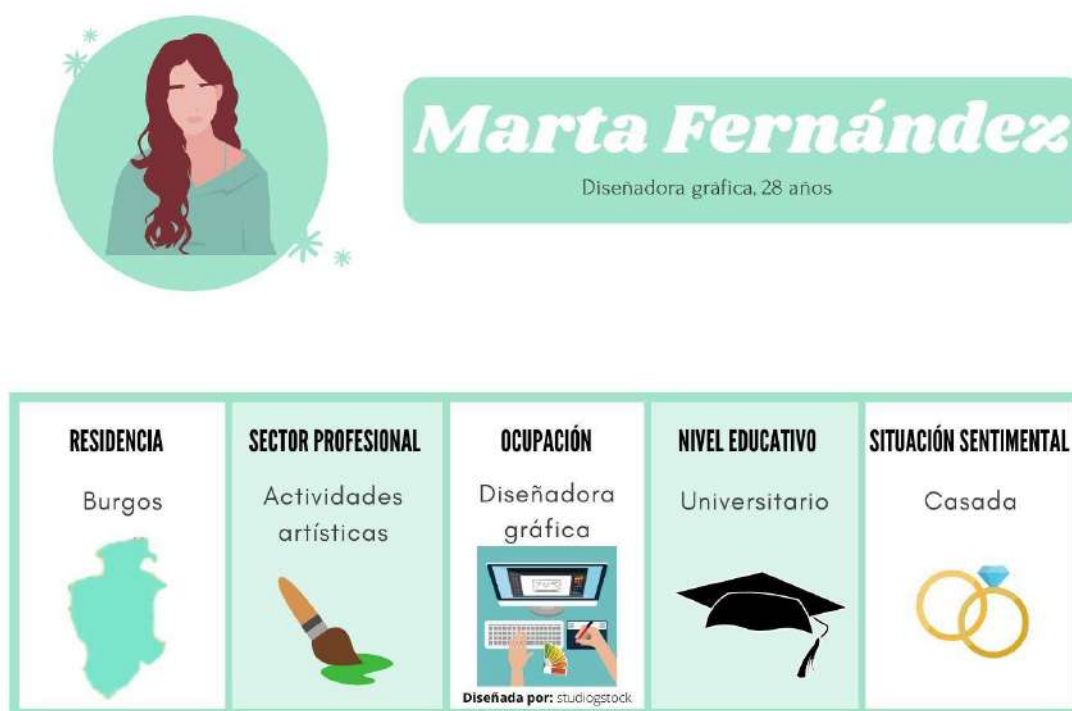 Marta Fernández
Diseñadora gráfica, 28 años
RESIDENCIA
Burgos
SECTOR PROFESIONAL
Actividades
artísticas
OCUPACIÓN
Diseñadora
gráfica
Diseñada por: studiogstock
NIVEL EDUCATIVO
Universitario
SITUACIÓN SENTIMENTAL
Casada